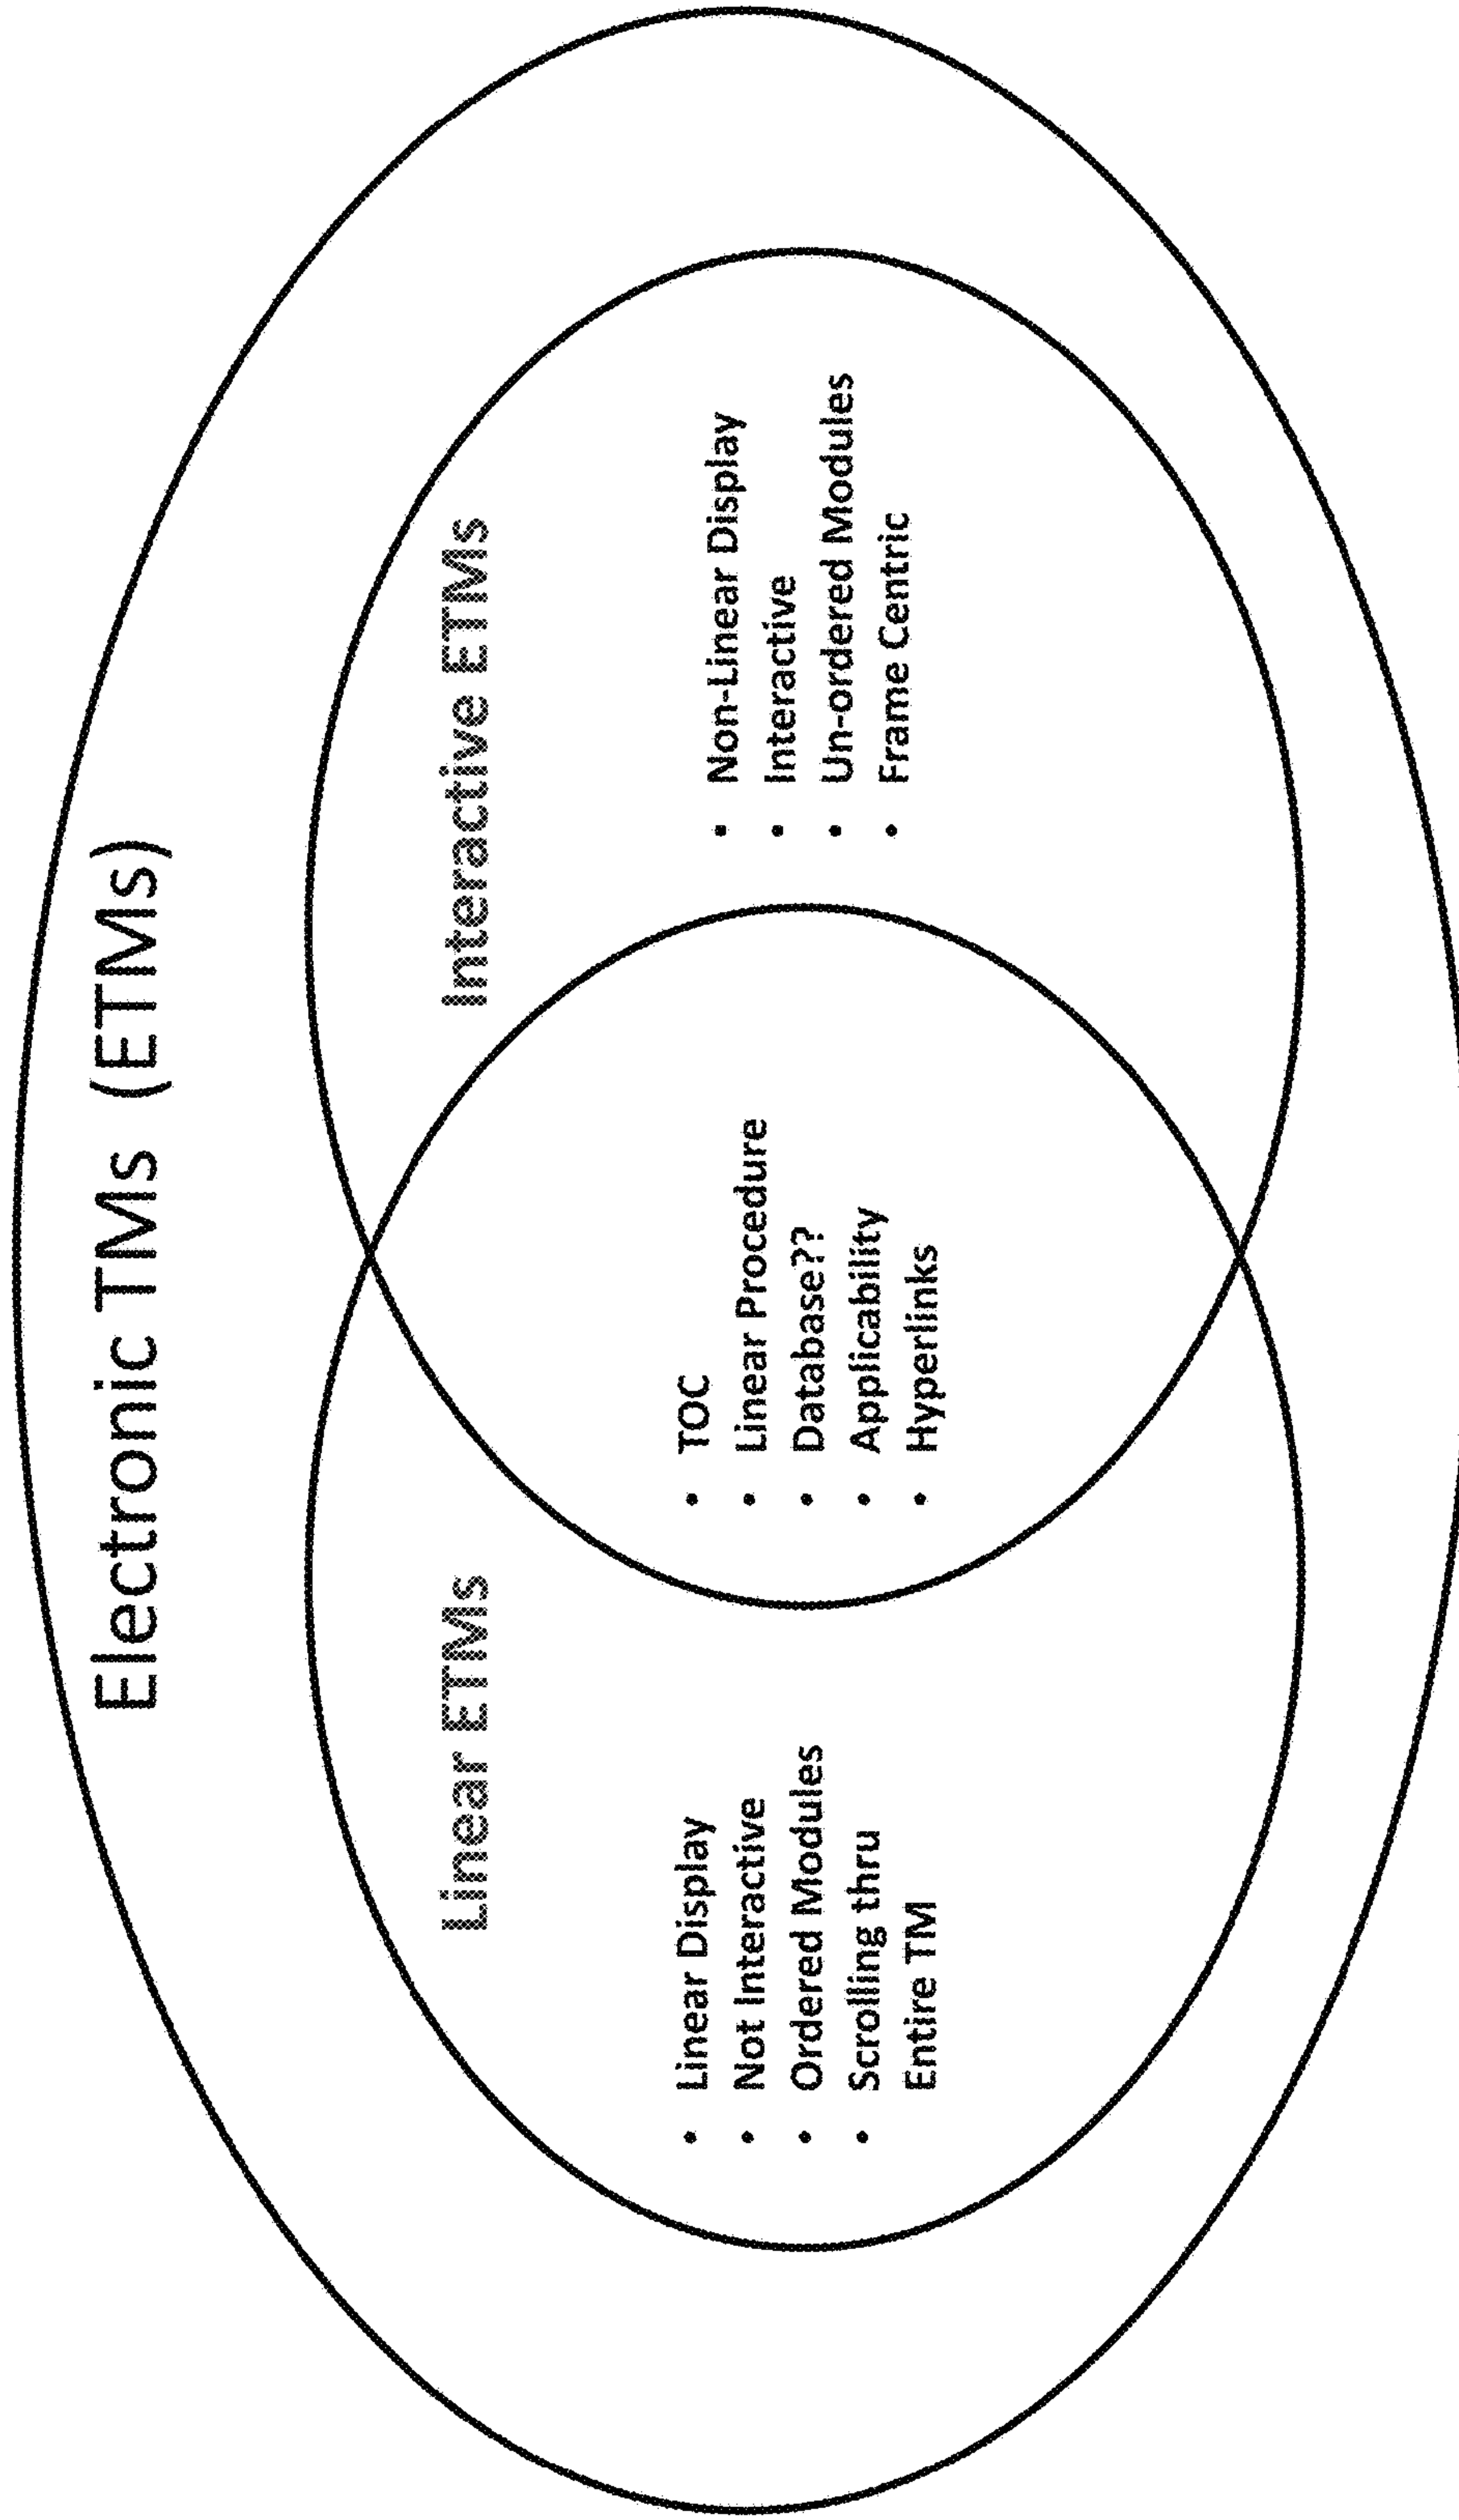 Electronic TMs (ETMs)
Linear ETMs
• Linear Display
• Not Interactive
• Ordered Modules
• Scrolling thru
Entire TM
• TOC
• Linear Procedure
• Database??
• Applicability
• Hyperlinks
Interactive ETMs
• Non-Linear Display
• Interactive
• Un-ordered Modules
• Frame Centric